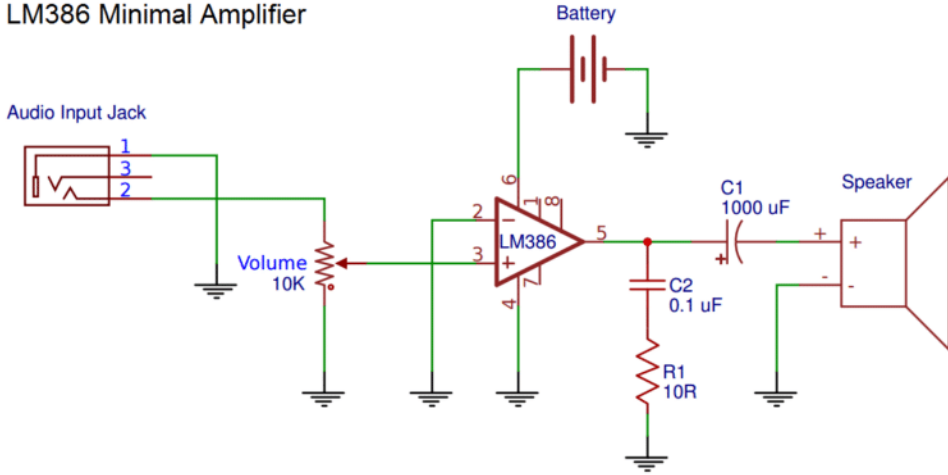 LM386 Minimal Amplifier
Battery
Audio Input Jack
1
3
2
Volume
10K
6
1
8
2
LM386
3
7
4
5
C1
1000 uF
+
C2
0.1 uF
R1
10R
Speaker
+
+
-
-
+
-